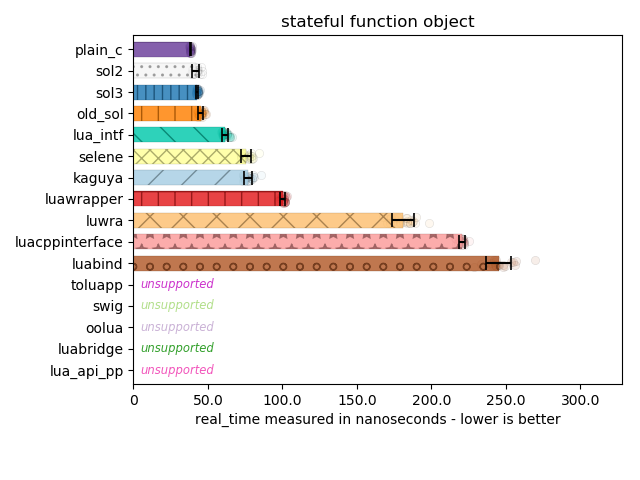 stateful function object
plain_c
sol2
sol3
old_sol
lua_intf
selene
kaguya
luawrapper
luwra
luacppinterface
luabind
toluapp unsupported
swig unsupported
oolua unsupported
luabridge unsupported
lua_api_pp unsupported
0 50.0 100.0 150.0 200.0 250.0 300.0
real_time measured in nanoseconds - lower is better